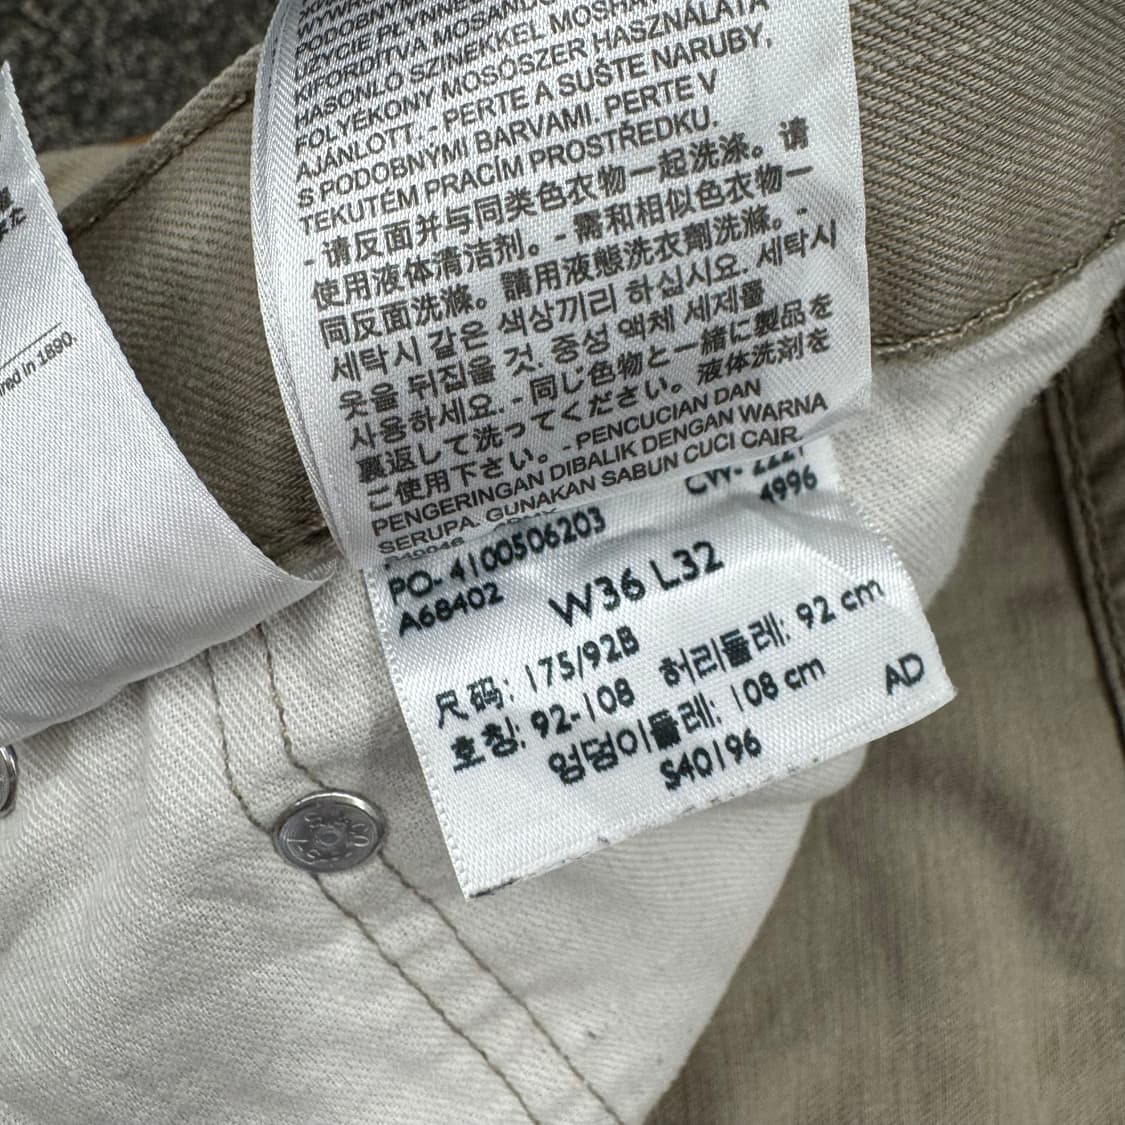 UŻYCIE PŁYNNE
KIFORDÍTVA MOSANDÓ
HASONLÓ SZÍNEKKEL MOSHA
FOLYÉKONY MOSÓSZER HASZNÁLATA
AJÁNLOTT. - PERTE A SUŠTE NARUBY,
S PODOBNÝMI BARVAMI. PERTE V
TEKUTÉM PRACÍM PROSTŘEDKU.
- 请反面并与同类色衣物一起洗涤。请
使用液体清洁剂。- 需和相似色衣物一
同反面洗滌。請用液態洗衣劑洗滌。-
세탁시 같은 색상끼리 하십시요. 세탁시
옷을 뒤집을 것. 중성 액체 세제를
사용하세요. - 同じ色物と一緒に製品を
裏返して洗ってください。液体洗剤を
ご使用下さい。- PENCUCIAN DAN
PENGERINGAN DIBALIK DENGAN WARNA
SERUPA. GUNAKAN SABUN CUCI CAIR.
4996
PO- 4100506203
A68402
W36 L32
尺码: 175/92B
호칭: 92-108 허리둘레: 92 cm
엉덩이둘레: 108 cm
AD
S40196
in 1890.